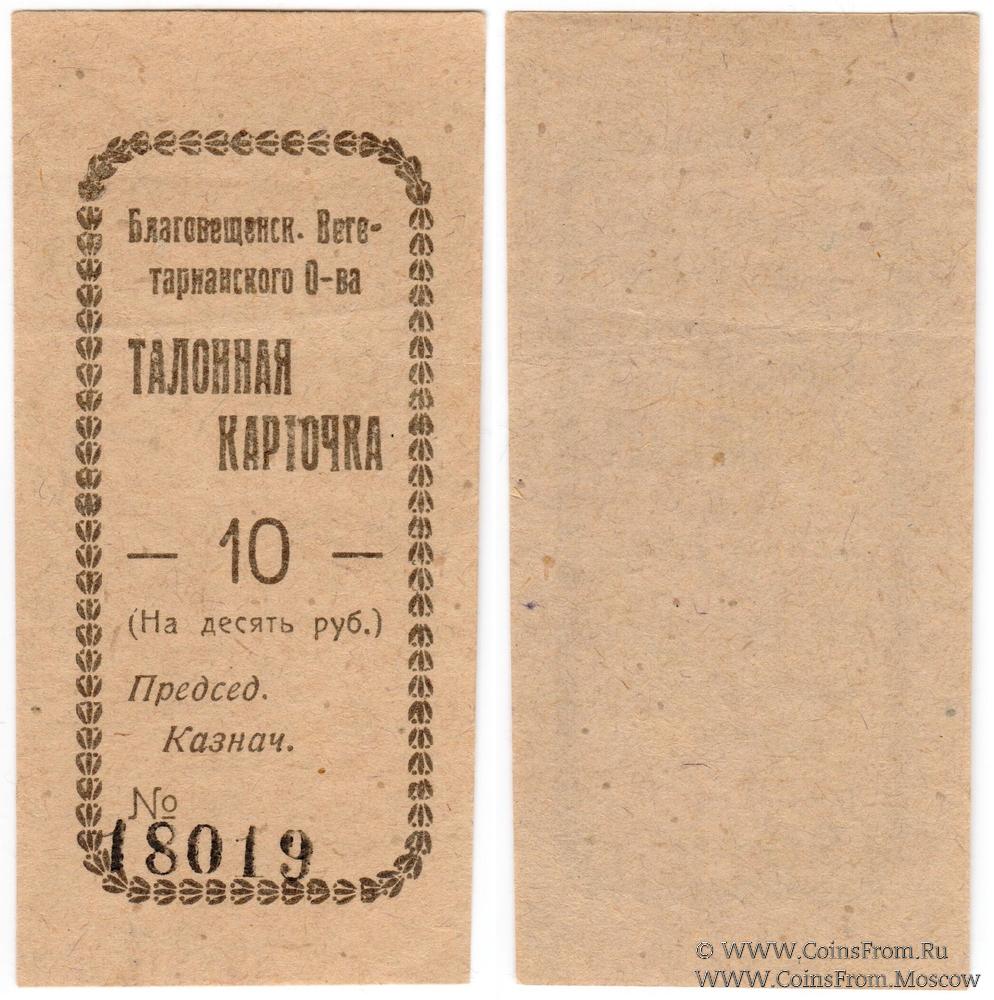 Благовещенск. Веге-
тарианского О-ва
ТАЛОННАЯ
КАРТОЧКА
— 10 —
(На десять руб.)
Председ.
Казнач.
№
18019
© WWW.CoinsFrom.Ru
WWW.CoinsFrom.Moscow